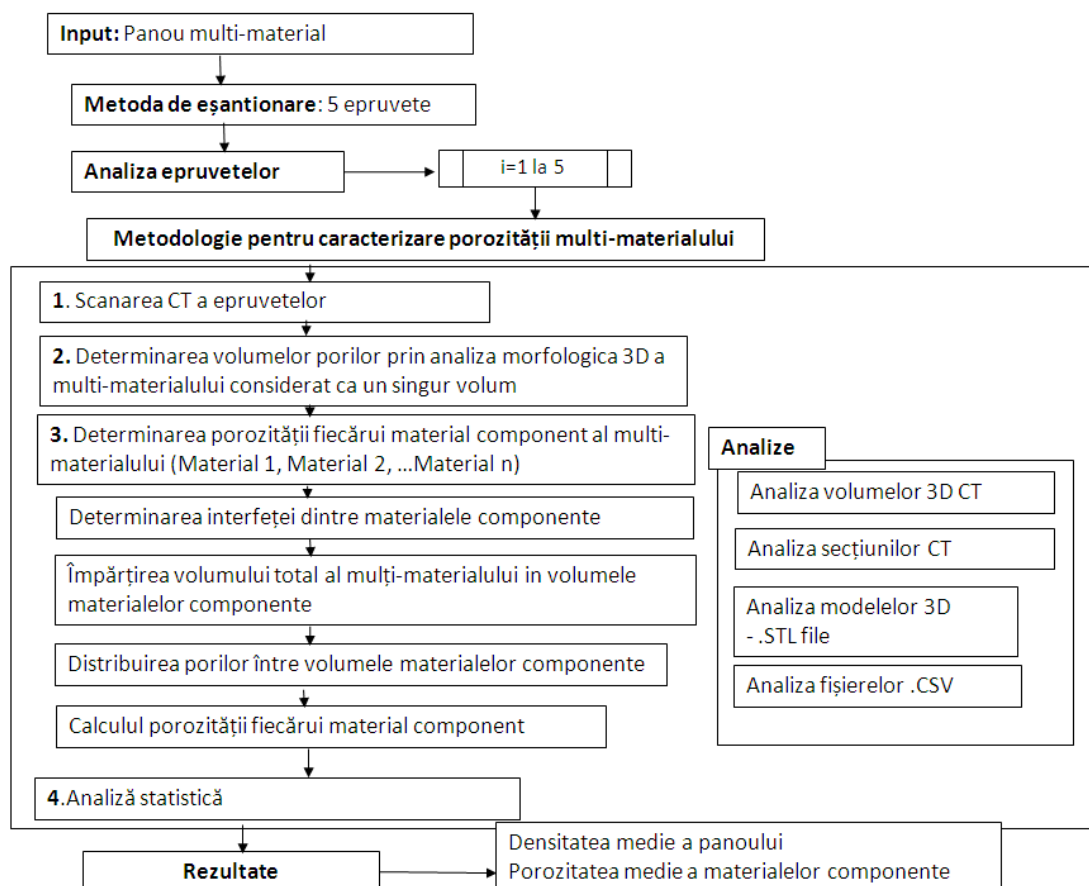 Input: Panou multi-material
Metoda de eșantionare: 5 epruvete
Analiza epruvetelor
i=1 la 5
Metodologie pentru caracterizare porozității multi-materialului
1. Scanarea CT a epruvetelor
2. Determinarea volumelor porilor prin analiza morfologica 3D a
multi-materialului considerat ca un singur volum
3. Determinarea porozității fiecărui material component al multi-
materialului (Material 1, Material 2, ...Material n)
Determinarea interfeței dintre materialele componente
Împărțirea volumului total al mulți-materialului in volumele
materialelor componente
Distribuirea porilor între volumele materialelor componente
Calculul porozității fiecărui material component
4.Analiză statistică
Analize
Analiza volumelor 3D CT
Analiza secțiunilor CT
Analiza modelelor 3D
- .STL file
Analiza fișierelor .CSV
Rezultate
Densitatea medie a panoului
Porozitatea medie a materialelor componente